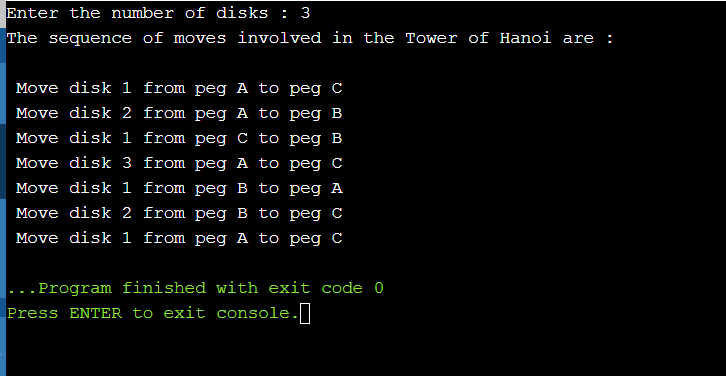 Enter the number of disks : 3
The sequence of moves involved in the Tower of Hanoi are :
Move disk 1 from peg A to peg C
Move disk 2 from peg A to peg B
Move disk 1 from peg C to peg B
Move disk 3 from peg A to peg C
Move disk 1 from peg B to peg A
Move disk 2 from peg B to peg C
Move disk 1 from peg A to peg C
...Program finished with exit code 0
Press ENTER to exit console.